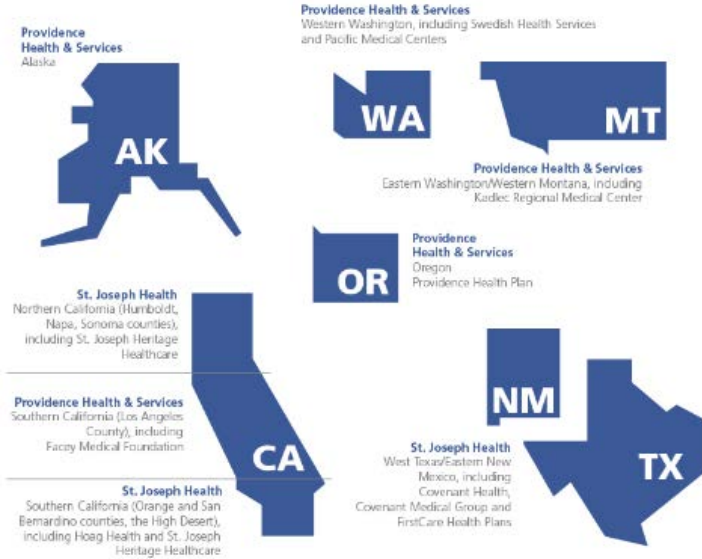 Providence Health & Services
Western Washington, including Swedish Health Services
and Pacific Medical Centers
Providence
Health & Services
Alaska
AK
WA
MT
Providence Health & Services
Eastern Washington/Western Montana, including
Kadlec Regional Medical Center
OR
Providence
Health & Services
Oregon
Providence Health Plan
St. Joseph Health
Northern California (Humboldt,
Napa, Sonoma counties),
including St. Joseph Heritage
Healthcare
Providence Health & Services
Southern California (Los Angeles
County), including
Facey Medical Foundation
St. Joseph Health
Southern California (Orange and San
Bernardino counties, the High Desert),
including Hoag Health and St. Joseph
Heritage Healthcare
CA
NM
TX
St. Joseph Health
West Texas/Eastern New
Mexico, including
Covenant Health,
Covenant Medical Group and
FirstCare Health Plans